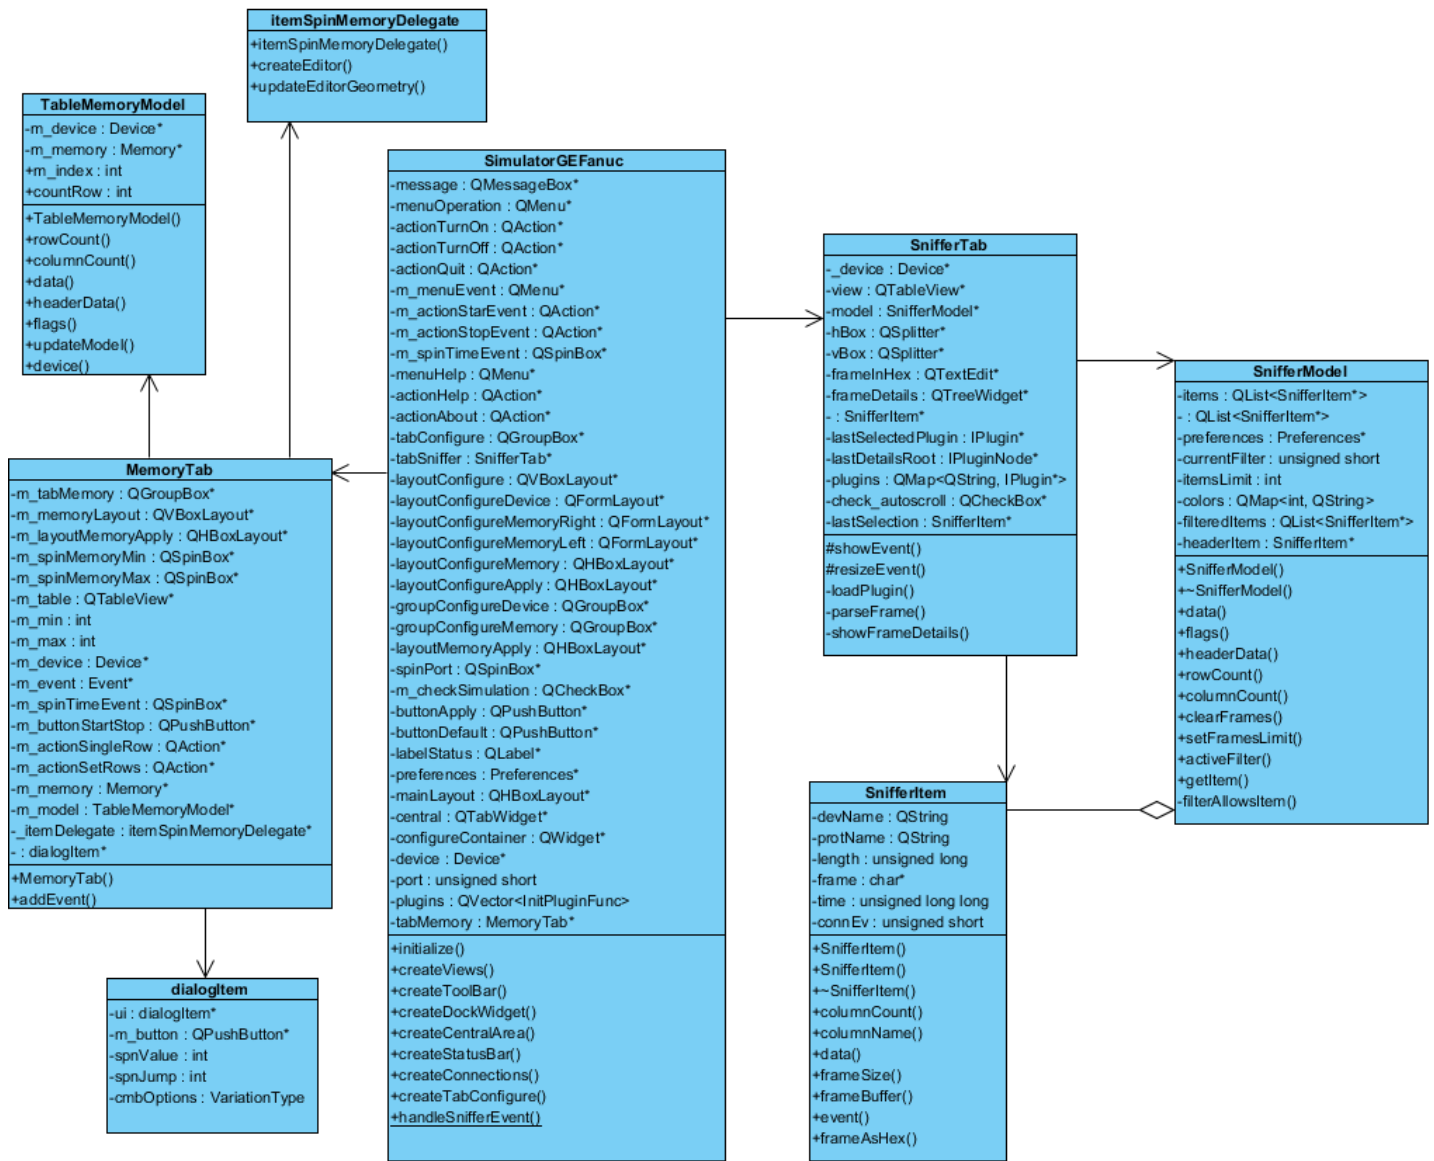 itemSpinMemoryDelegate
+itemSpinMemoryDelegate()
+createEditor()
+updateEditorGeometry()
TableMemoryModel
-m_device : Device*
-m_memory : Memory*
+m_index : int
+countRow : int
+TableMemoryModel()
+rowCount()
+columnCount()
+data()
+headerData()
+flags()
+updateModel()
+device()
SimulatorGEFanuc
-message : QMessageBox*
-menuOperation : QMenu*
-actionTurnOn : QAction*
-actionTurnOff : QAction*
-actionQuit : QAction*
-m_menuEvent : QMenu*
-m_actionStarEvent : QAction*
-m_actionStopEvent : QAction*
-m_spinTimeEvent : QSpinBox*
-menuHelp : QMenu*
-actionHelp : QAction*
-actionAbout : QAction*
-tabConfigure : QGroupBox*
-tabSniffer : SnifferTab*
-layoutConfigure : QVBoxLayout*
-layoutConfigureDevice : QFormLayout*
-layoutConfigureMemoryRight : QFormLayout*
-layoutConfigureMemoryLeft : QFormLayout*
-layoutConfigureMemory : QHBoxLayout*
-layoutConfigureApply : QHBoxLayout*
-groupConfigureDevice : QGroupBox*
-groupConfigureMemory : QGroupBox*
-layoutMemoryApply : QHBoxLayout*
-spinPort : QSpinBox*
-m_checkSimulation : QCheckBox*
-buttonApply : QPushButton*
-buttonDefault : QPushButton*
-labelStatus : QLabel*
-preferences : Preferences*
-mainLayout : QHBoxLayout*
-central : QTabWidget*
-configureContainer : QWidget*
-device : Device*
-port : unsigned short
-plugins : QVector<InitPluginFunc>
-tabMemory : MemoryTab*
+initialize()
+createViews()
+createToolBar()
+createDockWidget()
+createCentralArea()
+createStatusBar()
+createConnections()
+createTabConfigure()
+handleSnifferEvent()
SnifferTab
-_device : Device*
-view : QTableView*
-model : SnifferModel*
-hBox : QSplitter*
-vBox : QSplitter*
-frameInHex : QTextEdit*
-frameDetails : QTreeWidget*
- : SnifferItem*
-lastSelectedPlugin : IPlugin*
-lastDetailsRoot : IPluginNode*
-plugins : QMap<QString, IPlugin*>
-check_autoscroll : QCheckBox*
-lastSelection : SnifferItem*
#showEvent()
#resizeEvent()
-loadPlugin()
-parseFrame()
-showFrameDetails()
SnifferModel
-items : QList<SnifferItem*>
- : QList<SnifferItem*>
-preferences : Preferences*
-currentFilter : unsigned short
-itemsLimit : int
-colors : QMap<int, QString>
-filteredItems : QList<SnifferItem*>
-headerItem : SnifferItem*
+SnifferModel()
+~SnifferModel()
+data()
+flags()
+headerData()
+rowCount()
+columnCount()
+clearFrames()
+setFramesLimit()
+activeFilter()
+getItem()
-filterAllowsItem()
MemoryTab
-m_tabMemory : QGroupBox*
-m_memoryLayout : QVBoxLayout*
-m_layoutMemoryApply : QHBoxLayout*
-m_spinMemoryMin : QSpinBox*
-m_spinMemoryMax : QSpinBox*
-m_table : QTableView*
-m_min : int
-m_max : int
-m_device : Device*
-m_event : Event*
-m_spinTimeEvent : QSpinBox*
-m_buttonStartStop : QPushButton*
-m_actionSingleRow : QAction*
-m_actionSetRows : QAction*
-m_memory : Memory*
-m_model : TableMemoryModel*
-_itemDelegate : itemSpinMemoryDelegate*
- : dialogItem*
+MemoryTab()
+addEvent()
SnifferItem
-devName : QString
-protName : QString
-length : unsigned long
-frame : char*
-time : unsigned long long
-connEv : unsigned short
+SnifferItem()
+SnifferItem()
+~SnifferItem()
+columnCount()
+columnName()
+data()
+frameSize()
+frameBuffer()
+event()
+frameAsHex()
dialogItem
-ui : dialogItem*
-m_button : QPushButton*
-spnValue : int
-spnJump : int
-cmbOptions : VariationType